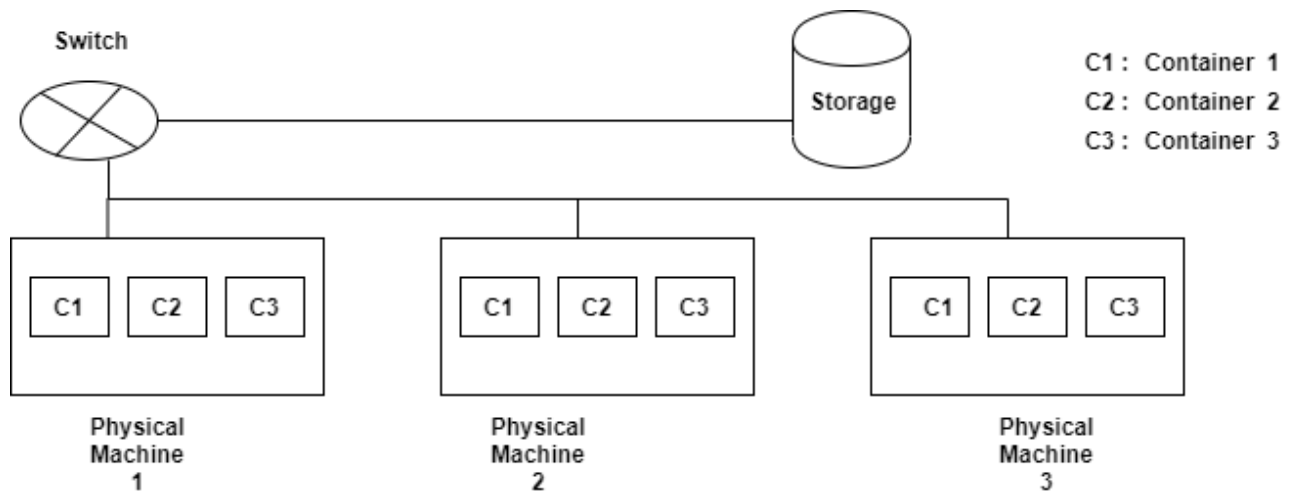 Switch
Storage
C1 : Container 1
C2 : Container 2
C3 : Container 3
C1 C2 C3
C1 C2 C3
C1 C2 C3
Physical
Machine
1
Physical
Machine
2
Physical
Machine
3